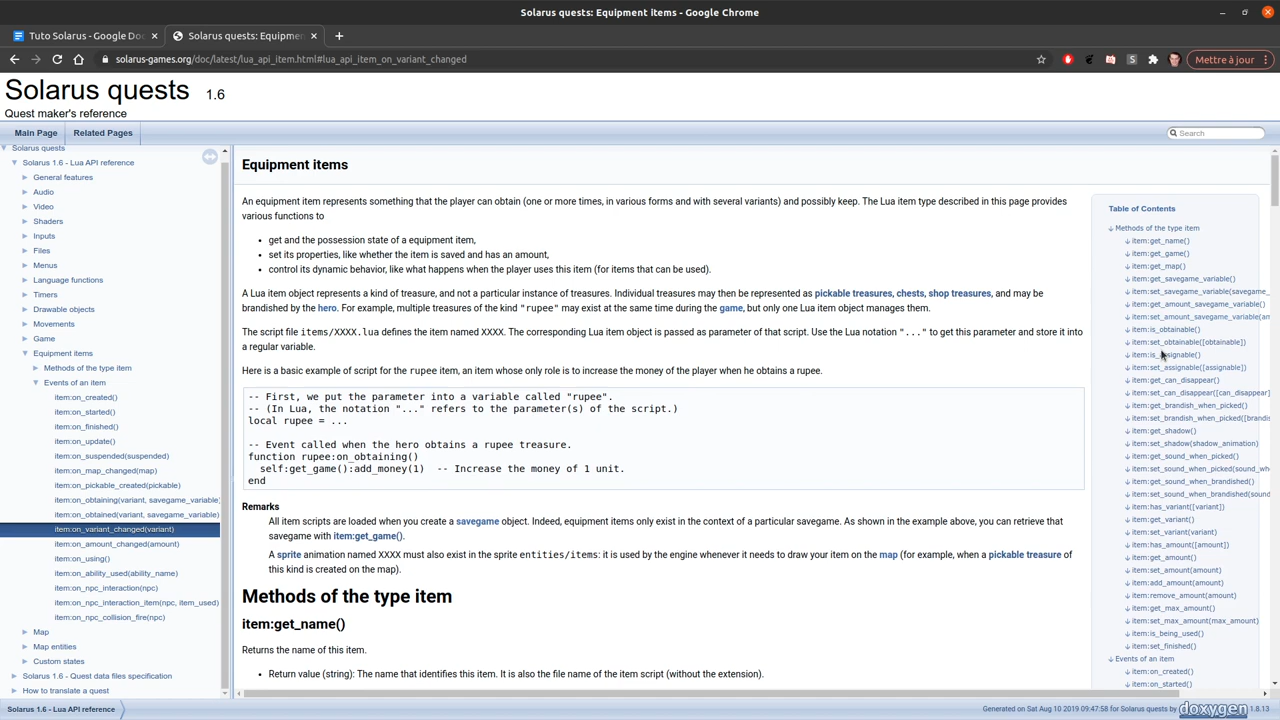 Solarus quests: Equipment items - Google Chrome
Tuto Solarus - Google Do
Solarus quests: Equipmen
solarus-games.org/doc/latest/lua_api_item.html#lua_api_item_on_variant_changed
Mettre à jour
Solarus quests 1.6
Quest maker's reference
Main Page
Related Pages
Search
Solarus quests
Solarus 1.6 - Lua API reference
General features
Audio
Video
Shaders
Inputs
Files
Menus
Language functions
Timers
Drawable objects
Movements
Game
Equipment items
Methods of the type item
Events of an item
item:on_created()
item:on_started()
item:on_finished()
item:on_update()
item:on_suspended(suspended)
item:on_map_changed(map)
item:on_pickable_created(pickable)
item:on_obtaining(variant, savegame_variable)
item:on_obtained(variant, savegame_variable)
item:on_variant_changed(variant)
item:on_amount_changed(amount)
item:on_using()
item:on_ability_used(ability_name)
item:on_npc_interaction(npc)
item:on_npc_interaction_item(npc, item_used)
item:on_npc_collision_fire(npc)
Map
Map entities
Custom states
Solarus 1.6 - Quest data files specification
How to translate a quest
Equipment items
An equipment item represents something that the player can obtain (one or more times, in various forms and with several variants) and possibly keep. The Lua item type described in this page provides
various functions to
get and the possession state of a equipment item,
set its properties, like whether the item is saved and has an amount,
control its dynamic behavior, like what happens when the player uses this item (for items that can be used).
A Lua item object represents a kind of treasure, not a particular instance of treasures. Individual treasures may then be represented as pickable treasures, chests, shop treasures, and may be
brandished by the hero. For example, multiple treasures of the kind "rupee" may exist at the same time during the game, but only one Lua item object manages them.
The script file items/XXXX.lua defines the item named XXXX. The corresponding Lua item object is passed as parameter of that script. Use the Lua notation "..." to get this parameter and store it into
a regular variable.
Here is a basic example of script for the rupee item, an item whose only role is to increase the money of the player when he obtains a rupee.
-- First, we put the parameter into a variable called "rupee".
-- (In Lua, the notation "..." refers to the parameter(s) of the script.)
local rupee = ...
-- Event called when the hero obtains a rupee treasure.
function rupee:on_obtaining()
self:get_game():add_money(1)  -- Increase the money of 1 unit.
end
Remarks
All item scripts are loaded when you create a savegame object. Indeed, equipment items only exist in the context of a particular savegame. As shown in the example above, you can retrieve that
savegame with item:get_game().
A sprite animation named XXXX must also exist in the sprite entities/items: it is used by the engine whenever it needs to draw your item on the map (for example, when a pickable treasure of
this kind is created on the map).
Methods of the type item
item:get_name()
Returns the name of this item.
Return value (string): The name that identifies this item. It is also the file name of the item script (without the extension).
Table of Contents
Methods of the type item
item:get_name()
item:get_game()
item:get_map()
item:get_savegame_variable()
item:set_savegame_variable(savegame_
item:get_amount_savegame_variable()
item:set_amount_savegame_variable(am
item:is_obtainable()
item:set_obtainable([obtainable])
item:is_assignable()
item:set_assignable([assignable])
item:get_can_disappear()
item:set_can_disappear([can_disappear]
item:get_brandish_when_picked()
item:set_brandish_when_picked([brandis
item:get_shadow()
item:set_shadow(shadow_animation)
item:get_sound_when_picked()
item:set_sound_when_picked(sound_wh
item:get_sound_when_brandished()
item:set_sound_when_brandished(sound
item:has_variant([variant])
item:get_variant()
item:set_variant(variant)
item:has_amount([amount])
item:get_amount()
item:set_amount(amount)
item:add_amount(amount)
item:remove_amount(amount)
item:get_max_amount()
item:set_max_amount(max_amount)
item:is_being_used()
item:set_finished()
Events of an item
item:on_created()
item:on_started()
Solarus 1.6 - Lua API reference
Generated on Sat Aug 10 2019 09:47:58 for Solarus quests by doxygen 1.8.13